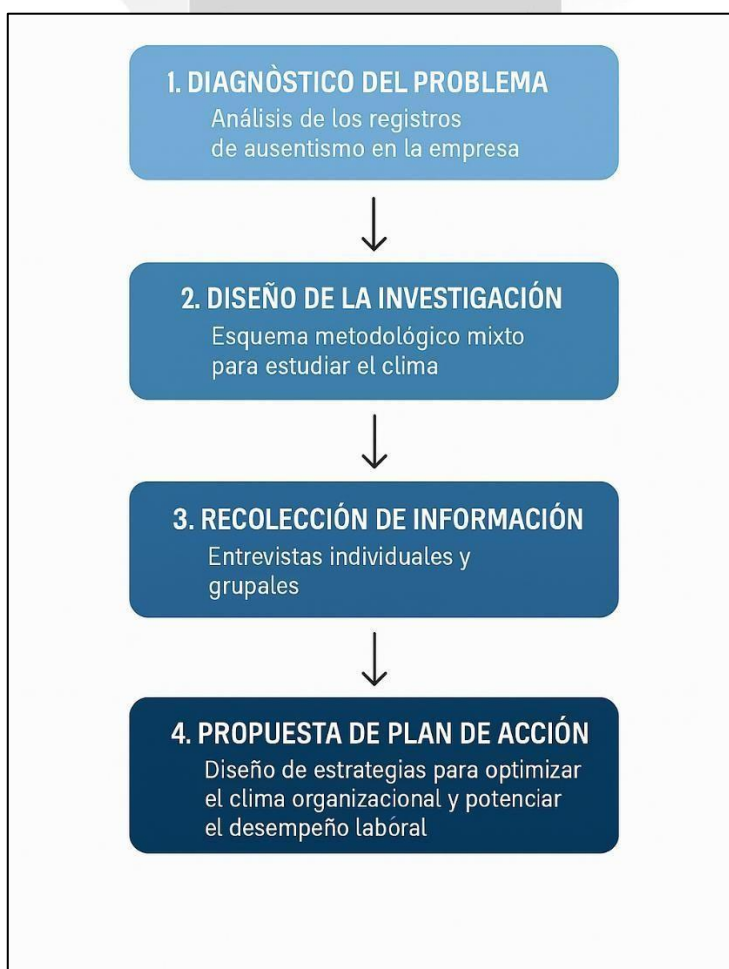 1. DIAGNÒSTICO DEL PROBLEMA
Análisis de los registros
de ausentismo en la empresa
2. DISEÑO DE LA INVESTIGACIÓN
Esquema metodológico mixto
para estudiar el clima
3. RECOLECCIÓN DE INFORMACIÓN
Entrevistas individuales y
grupales
4. PROPUESTA DE PLAN DE ACCIÓN
Diseño de estrategias para optimizar
el clima organizacional y potenciar
el desempeño labóral